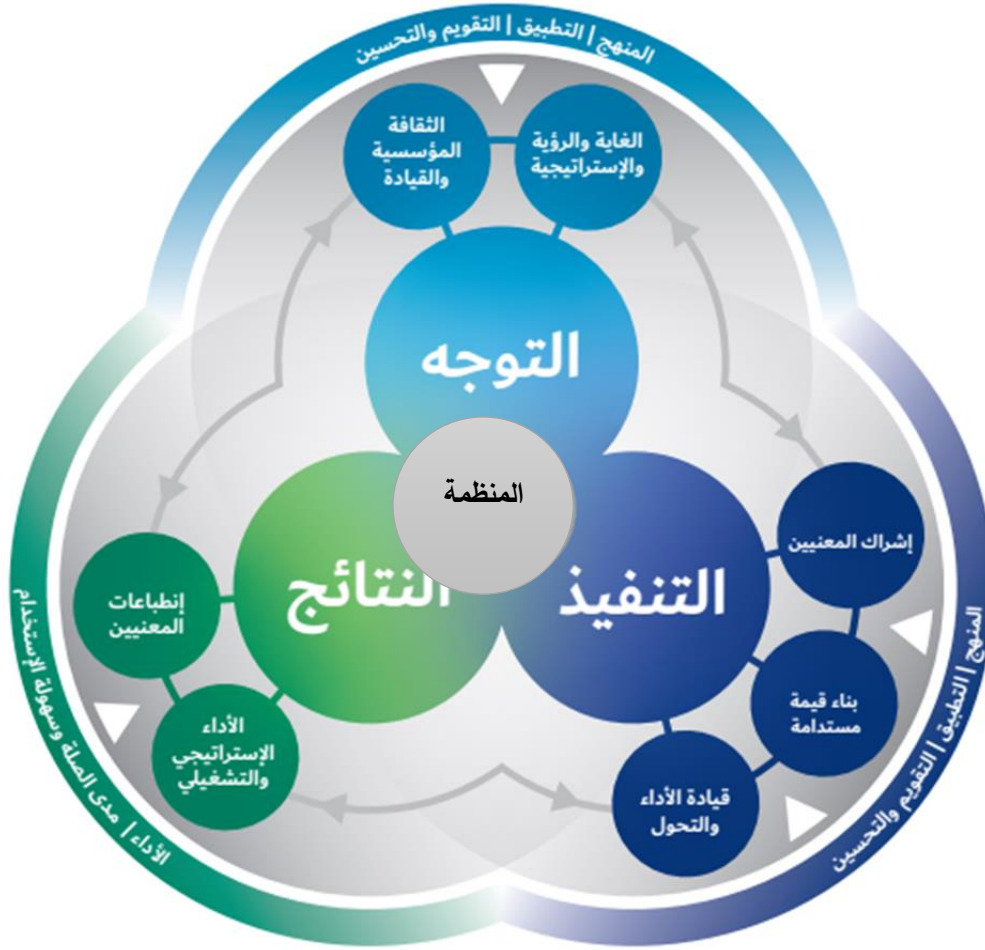 المنهج | التطبيق | التقويم والتحسين
الغاية والرؤية
والإستراتيجية
الثقافة
المؤسسية
والقيادة
التوجه
المنظمة
التنفيذ
النتائج
إشراك المعنيين
بناء قيمة
مستدامة
قيادة الأداء
والتحول
إنطباعات
المعنيين
الأداء
الإستراتيجي
والتشغيلي
المنهج | التطبيق | التقويم والتحسين
الأداء | مدى الصلة وسهولة الإستخدام